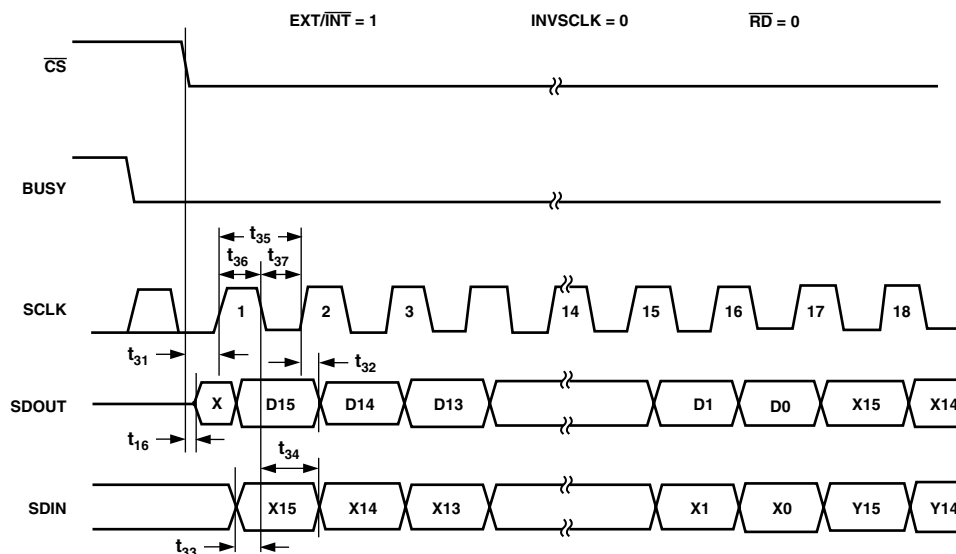 EXT/INT = 1 INVSCLK = 0 RD = 0
CS
BUSY
t35
t36 t37
SCLK 1 2 3 14 15 16 17 18
t31 t32
SDOUT X D15 D14 D13 D1 D0 X15 X14
t16
t34
SDIN X15 X14 X13 X1 X0 Y15 Y14
t33